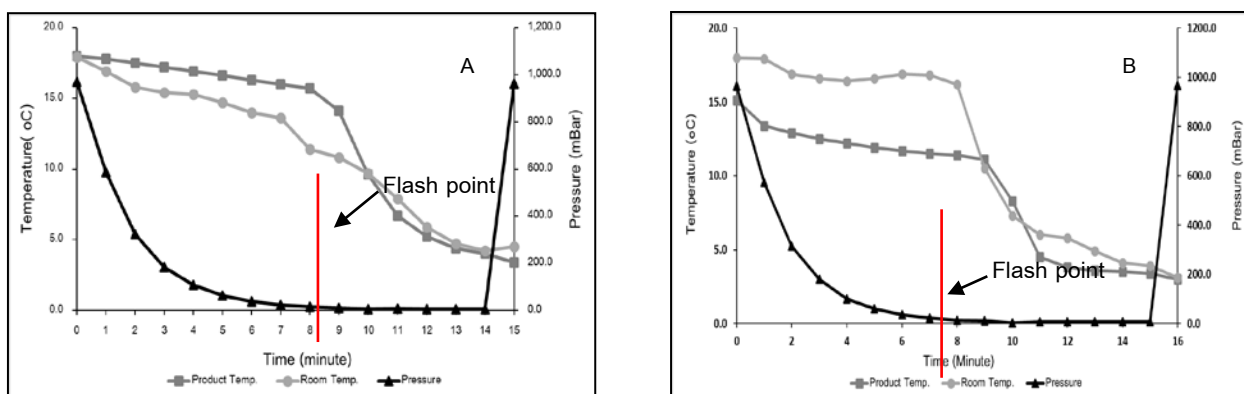 A
20.0
15.0
10.0
5.0
0.0
Temperature( oC)
1,200.0
1,000.0
800.0
600.0
400.0
200.0
0.0
Pressure (mBar)
Flash point
0 1 2 3 4 5 6 7 8 9 10 11 12 13 14 15
Time (minute)
Product Temp. Room Temp. Pressure
B
20.0
15.0
10.0
5.0
0.0
Temperature (oC)
1200.0
1000.0
800.0
600.0
400.0
200.0
0.0
Pressure (mBar)
Flash point
0 2 4 6 8 10 12 14 16
Time (Minute)
Product Temp. Room Temp. Pressure